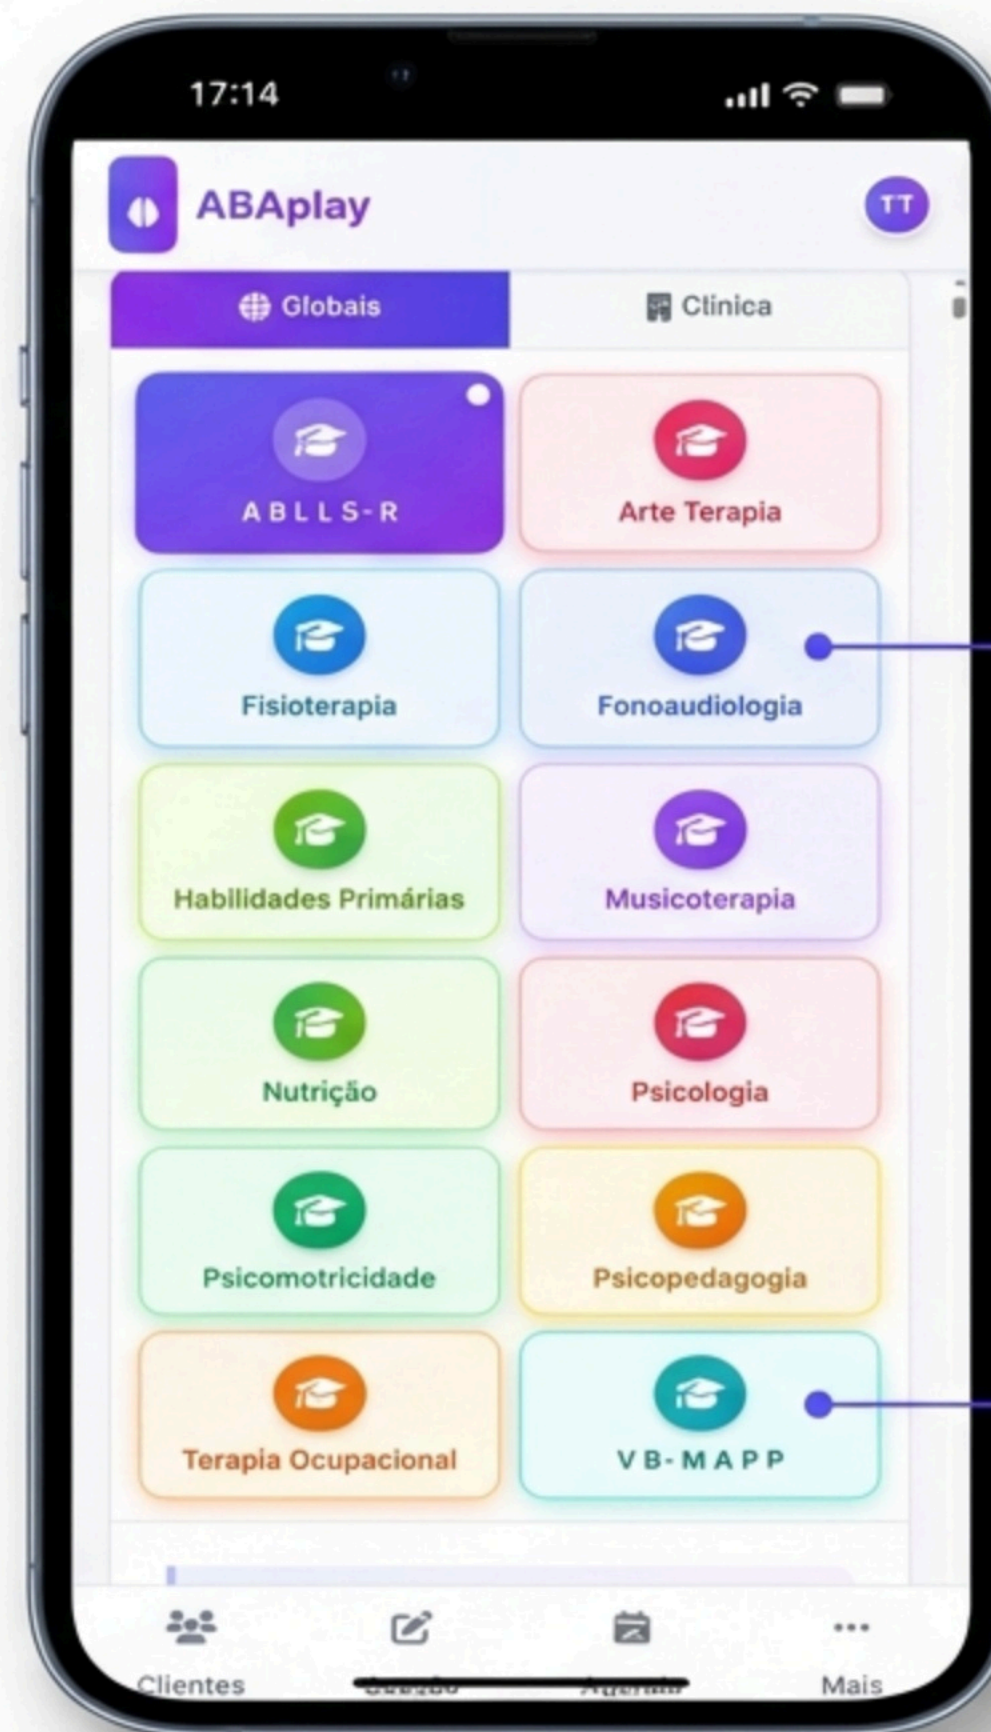 17:14
ABAplay
TT
Globais
Clinica
ABLLS-R
Arte Terapia
Fisioterapia
Fonoaudiologia
Habilidades Primárias
Musicoterapia
Nutrição
Psicologia
Psicomotricidade
Psicopedagogia
Terapia Ocupacional
VB-MAPP
Clientes
Mais